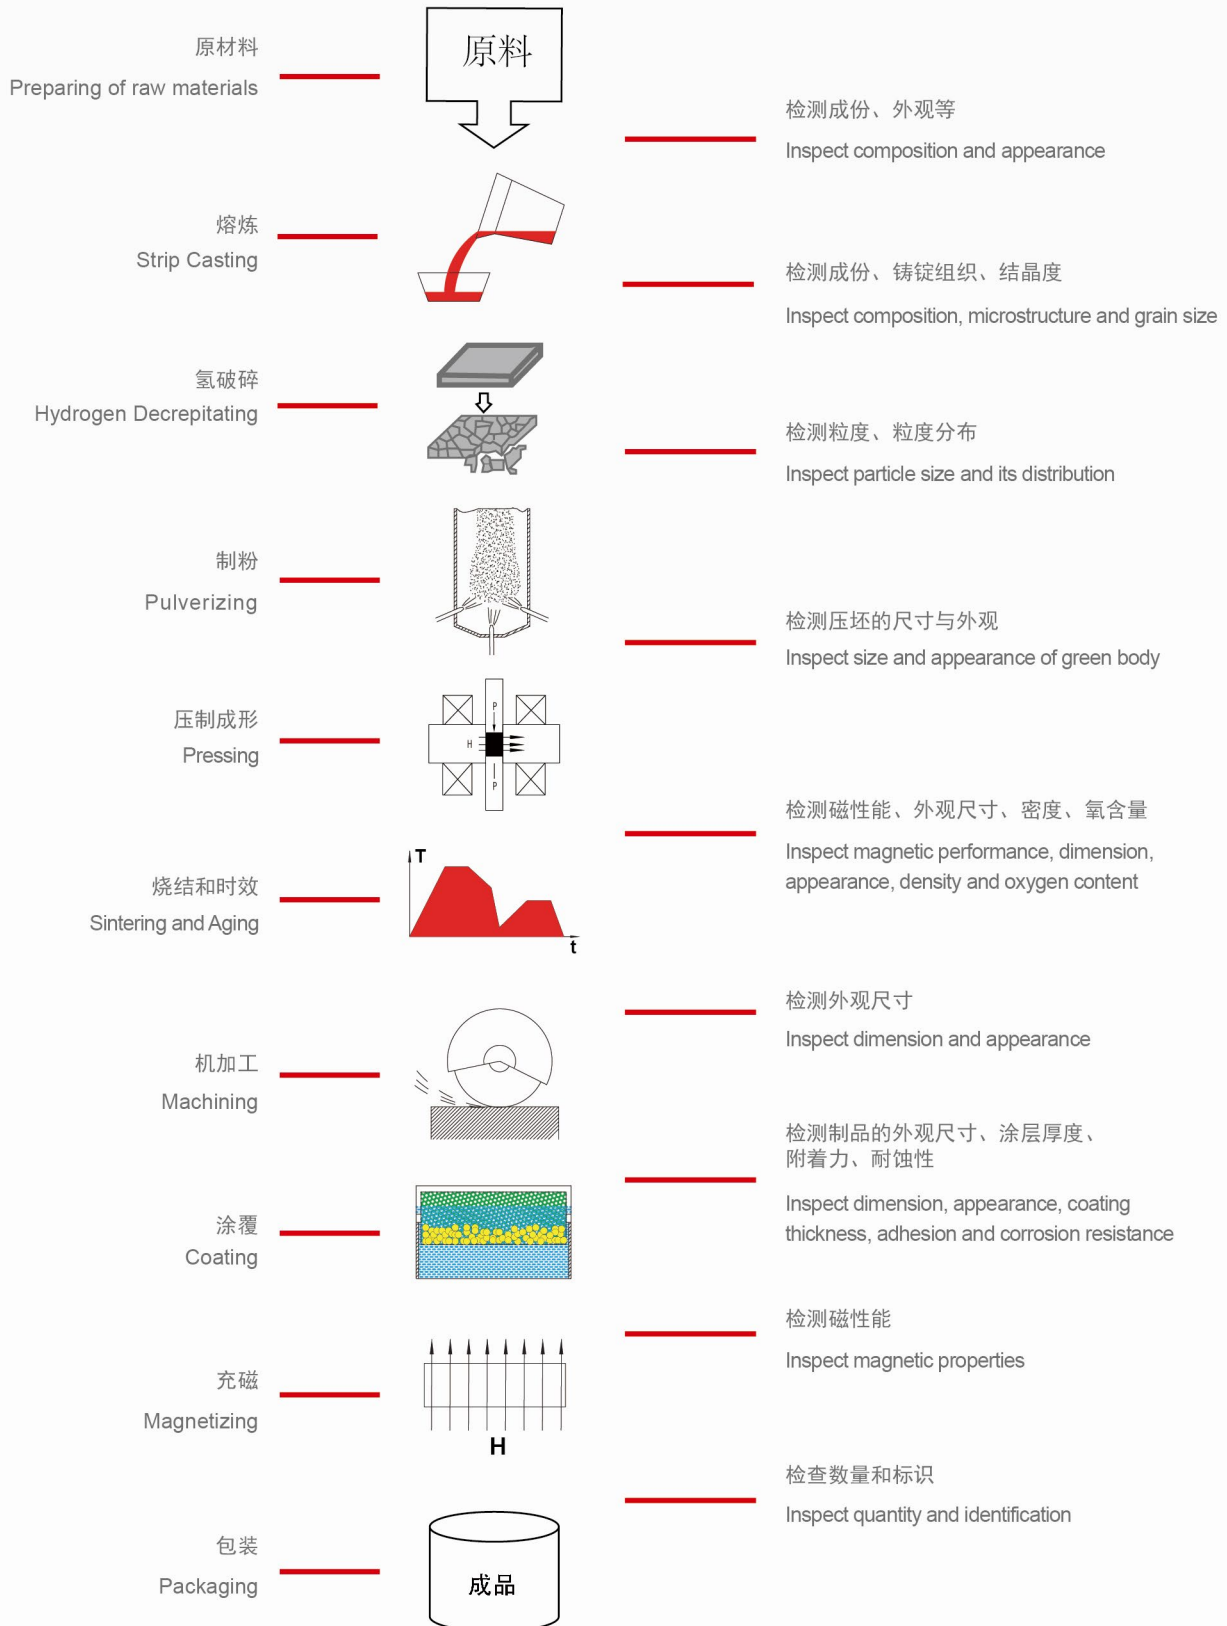 原材料
Preparing of raw materials
原料
检测成份、外观等
Inspect composition and appearance
熔炼
Strip Casting
检测成份、铸锭组织、结晶度
Inspect composition, microstructure and grain size
氢破碎
Hydrogen Decrepitating
检测粒度、粒度分布
Inspect particle size and its distribution
制粉
Pulverizing
检测压坯的尺寸与外观
Inspect size and appearance of green body
压制成形
Pressing
P
H
P
检测磁性能、外观尺寸、密度、氧含量
Inspect magnetic performance, dimension,
appearance, density and oxygen content
烧结和时效
Sintering and Aging
T
t
检测外观尺寸
Inspect dimension and appearance
机加工
Machining
检测制品的外观尺寸、涂层厚度、
附着力、耐蚀性
Inspect dimension, appearance, coating
thickness, adhesion and corrosion resistance
涂覆
Coating
检测磁性能
Inspect magnetic properties
充磁
Magnetizing
H
检查数量和标识
Inspect quantity and identification
包装
Packaging
成品